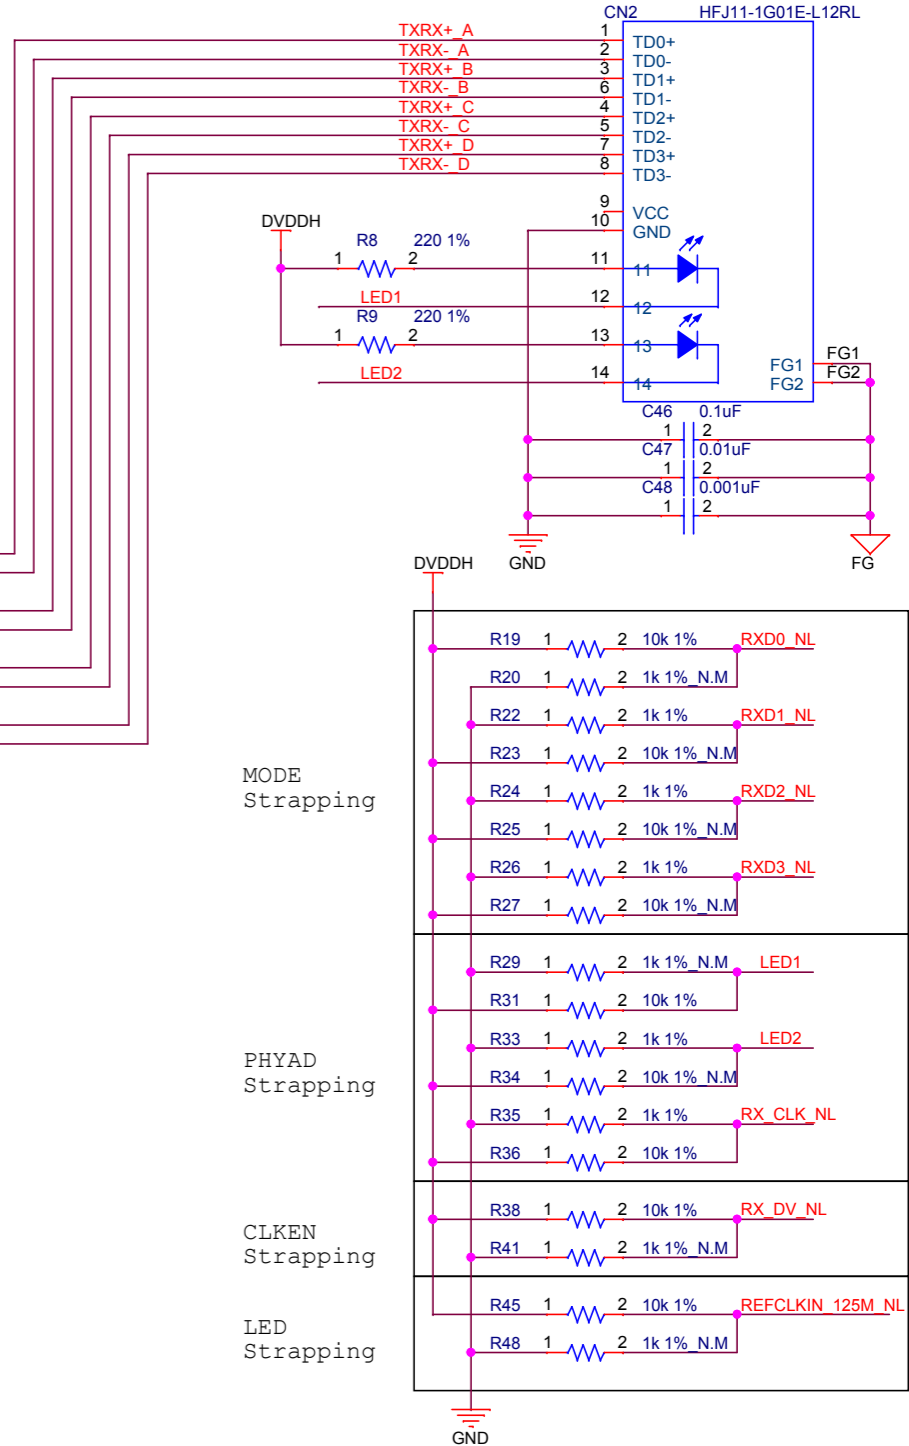 CN2 HFJ11-1G01E-L12RL
TXRX+_A 1 TD0+
TXRX-_A 2 TD0-
TXRX+_B 3 TD1+
TXRX-_B 6 TD1-
TXRX+_C 4 TD2+
TXRX-_C 5 TD2-
TXRX+_D 7 TD3+
TXRX-_D 8 TD3-
9 VCC
10 GND
DVDDH
R8 220 1%
1 2 11 11
LED1 12 12
R9 220 1%
1 2 13 13
LED2 14 14
FG1 FG1
FG2 FG2
C46 0.1uF
1 2
C47 0.01uF
1 2
C48 0.001uF
1 2
GND FG
DVDDH
R19 1 2 10k 1% RXD0_NL
R20 1 2 1k 1%_N.M
R22 1 2 1k 1% RXD1_NL
R23 1 2 10k 1%_N.M
MODE
Strapping
R24 1 2 1k 1% RXD2_NL
R25 1 2 10k 1%_N.M
R26 1 2 1k 1% RXD3_NL
R27 1 2 10k 1%_N.M
R29 1 2 1k 1%_N.M LED1
R31 1 2 10k 1%
R33 1 2 1k 1% LED2
PHYAD
Strapping
R34 1 2 10k 1%_N.M
R35 1 2 1k 1% RX_CLK_NL
R36 1 2 10k 1%
R38 1 2 10k 1% RX_DV_NL
CLKEN
Strapping
R41 1 2 1k 1%_N.M
R45 1 2 10k 1% REFCLKIN_125M_NL
LED
Strapping
R48 1 2 1k 1%_N.M
GND